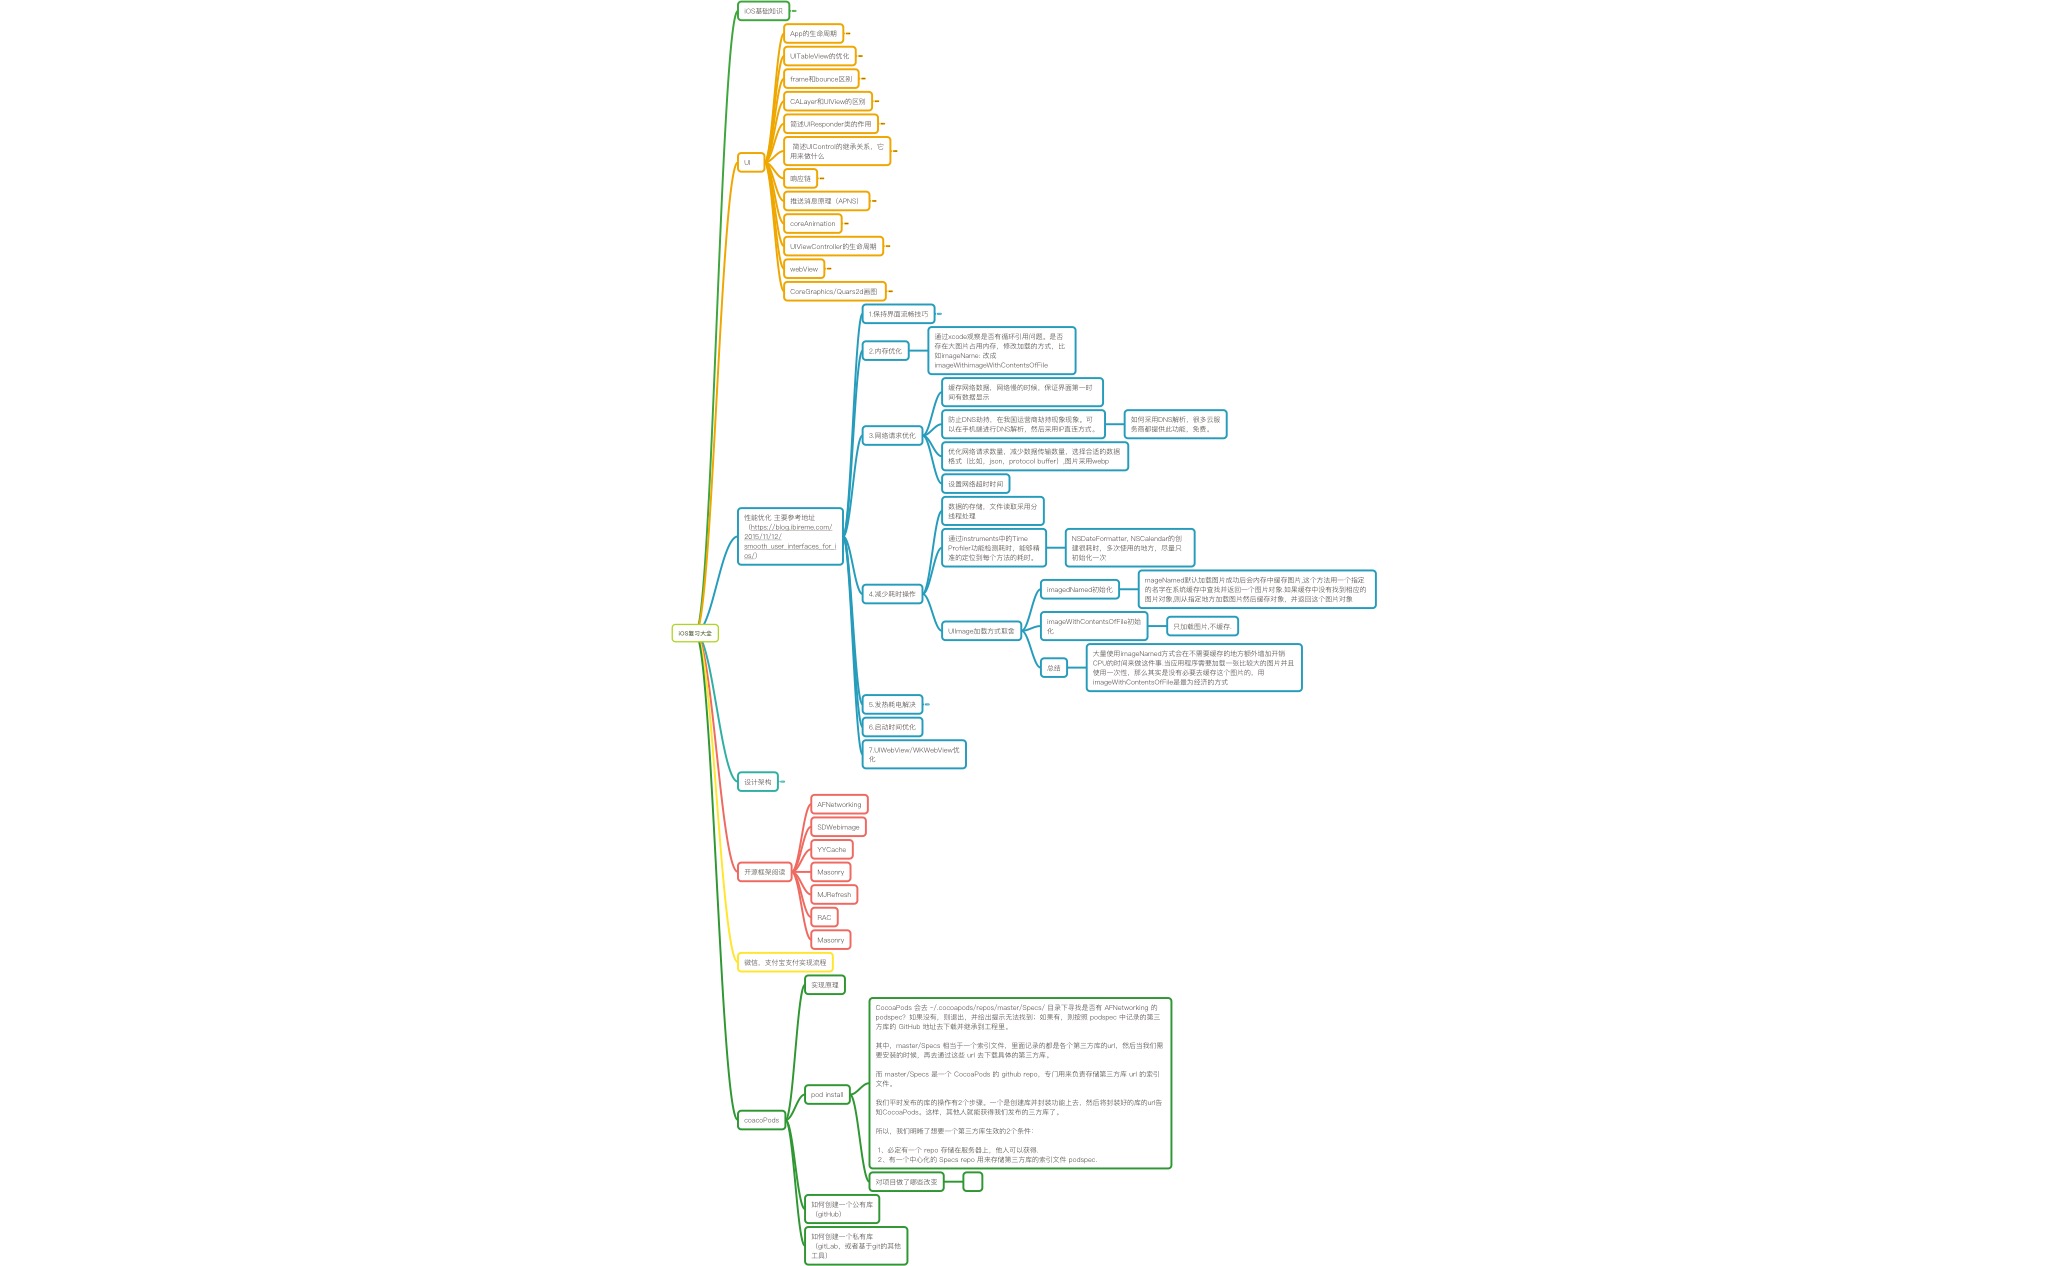 iOS基础知识
App的生命周期
UITableView的优化
frame和bounce区别
CALayer和UIView的区别
简述UIResponder类的作用
简述UIControl的继承关系，它
用来做什么
UI
响应链
推送消息原理（APNS）
coreAnimation
UIViewController的生命周期
webView
CoreGraphics/Quars2d画图
1.保持界面流畅技巧
2.内存优化
通过xcode观察是否有循环引用问题。是否
存在大图片占用内存，修改加载的方式，比
如imageName: 改成
imageWithimageWithContentsOfFile
3.网络请求优化
缓存网络数据，网络慢的时候，保证界面第一时
间有数据显示
防止DNS劫持，在我国运营商劫持现象现象。可
以在手机端进行DNS解析，然后采用IP直连方式。
如何采用DNS解析，很多云服
务商都提供此功能，免费。
优化网络请求数量，减少数据传输数量，选择合适的数据
格式（比如，json，protocol buffer）,图片采用webp
设置网络超时时间
性能优化 主要参考地址
（https://blog.ibireme.com/
2015/11/12/
smooth_user_interfaces_for_i
os/）
4.减少耗时操作
数据的存储，文件读取采用分
线程处理
通过Instruments中的Time
Profiler功能检测耗时，能够精
准的定位到每个方法的耗时。
NSDateFormatter, NSCalendar的创
建很耗时，多次使用的地方，尽量只
初始化一次
UIImage加载方式取舍
imagedNamed初始化
mageNamed默认加载图片成功后会内存中缓存图片,这个方法用一个指定
的名字在系统缓存中查找并返回一个图片对象.如果缓存中没有找到相应的
图片对象,则从指定地方加载图片然后缓存对象，并返回这个图片对象
imageWithContentsOfFile初始
化
只加载图片,不缓存.
总结
大量使用imageNamed方式会在不需要缓存的地方额外增加开销
CPU的时间来做这件事.当应用程序需要加载一张比较大的图片并且
使用一次性，那么其实是没有必要去缓存这个图片的，用
imageWithContentsOfFile是最为经济的方式
5.发热耗电解决
6.启动时间优化
7.UIWebView/WKWebView优
化
iOS复习大全
设计架构
开源框架阅读
AFNetworking
SDWebimage
YYCache
Masonry
MJRefresh
RAC
Masonry
微信，支付宝支付实现流程
coacoPods
实现原理
pod install
CocoaPods 会去 ~/.cocoapods/repos/master/Specs/ 目录下寻找是否有 AFNetworking 的
podspec？如果没有，则退出，并给出提示无法找到；如果有，则按照 podspec 中记录的第三
方库的 GitHub 地址去下载并继承到工程里。
其中，master/Specs 相当于一个索引文件，里面记录的都是各个第三方库的url，然后当我们需
要安装的时候，再去通过这些 url 去下载具体的第三方库。
而 master/Specs 是一个 CocoaPods 的 github repo，专门用来负责存储第三方库 url 的索引
文件。
我们平时发布的库的操作有2个步骤。一个是创建库并封装功能上去，然后将封装好的库的url告
知CocoaPods。这样，其他人就能获得我们发布的三方库了。
所以，我们明晰了想要一个第三方库生效的2个条件：
1、必定有一个 repo 存储在服务器上，他人可以获得.
2、有一个中心化的 Specs repo 用来存储第三方库的索引文件 podspec.
对项目做了哪些改变
如何创建一个公有库
（gitHub）
如何创建一个私有库
（gitLab，或者基于git的其他
工具）